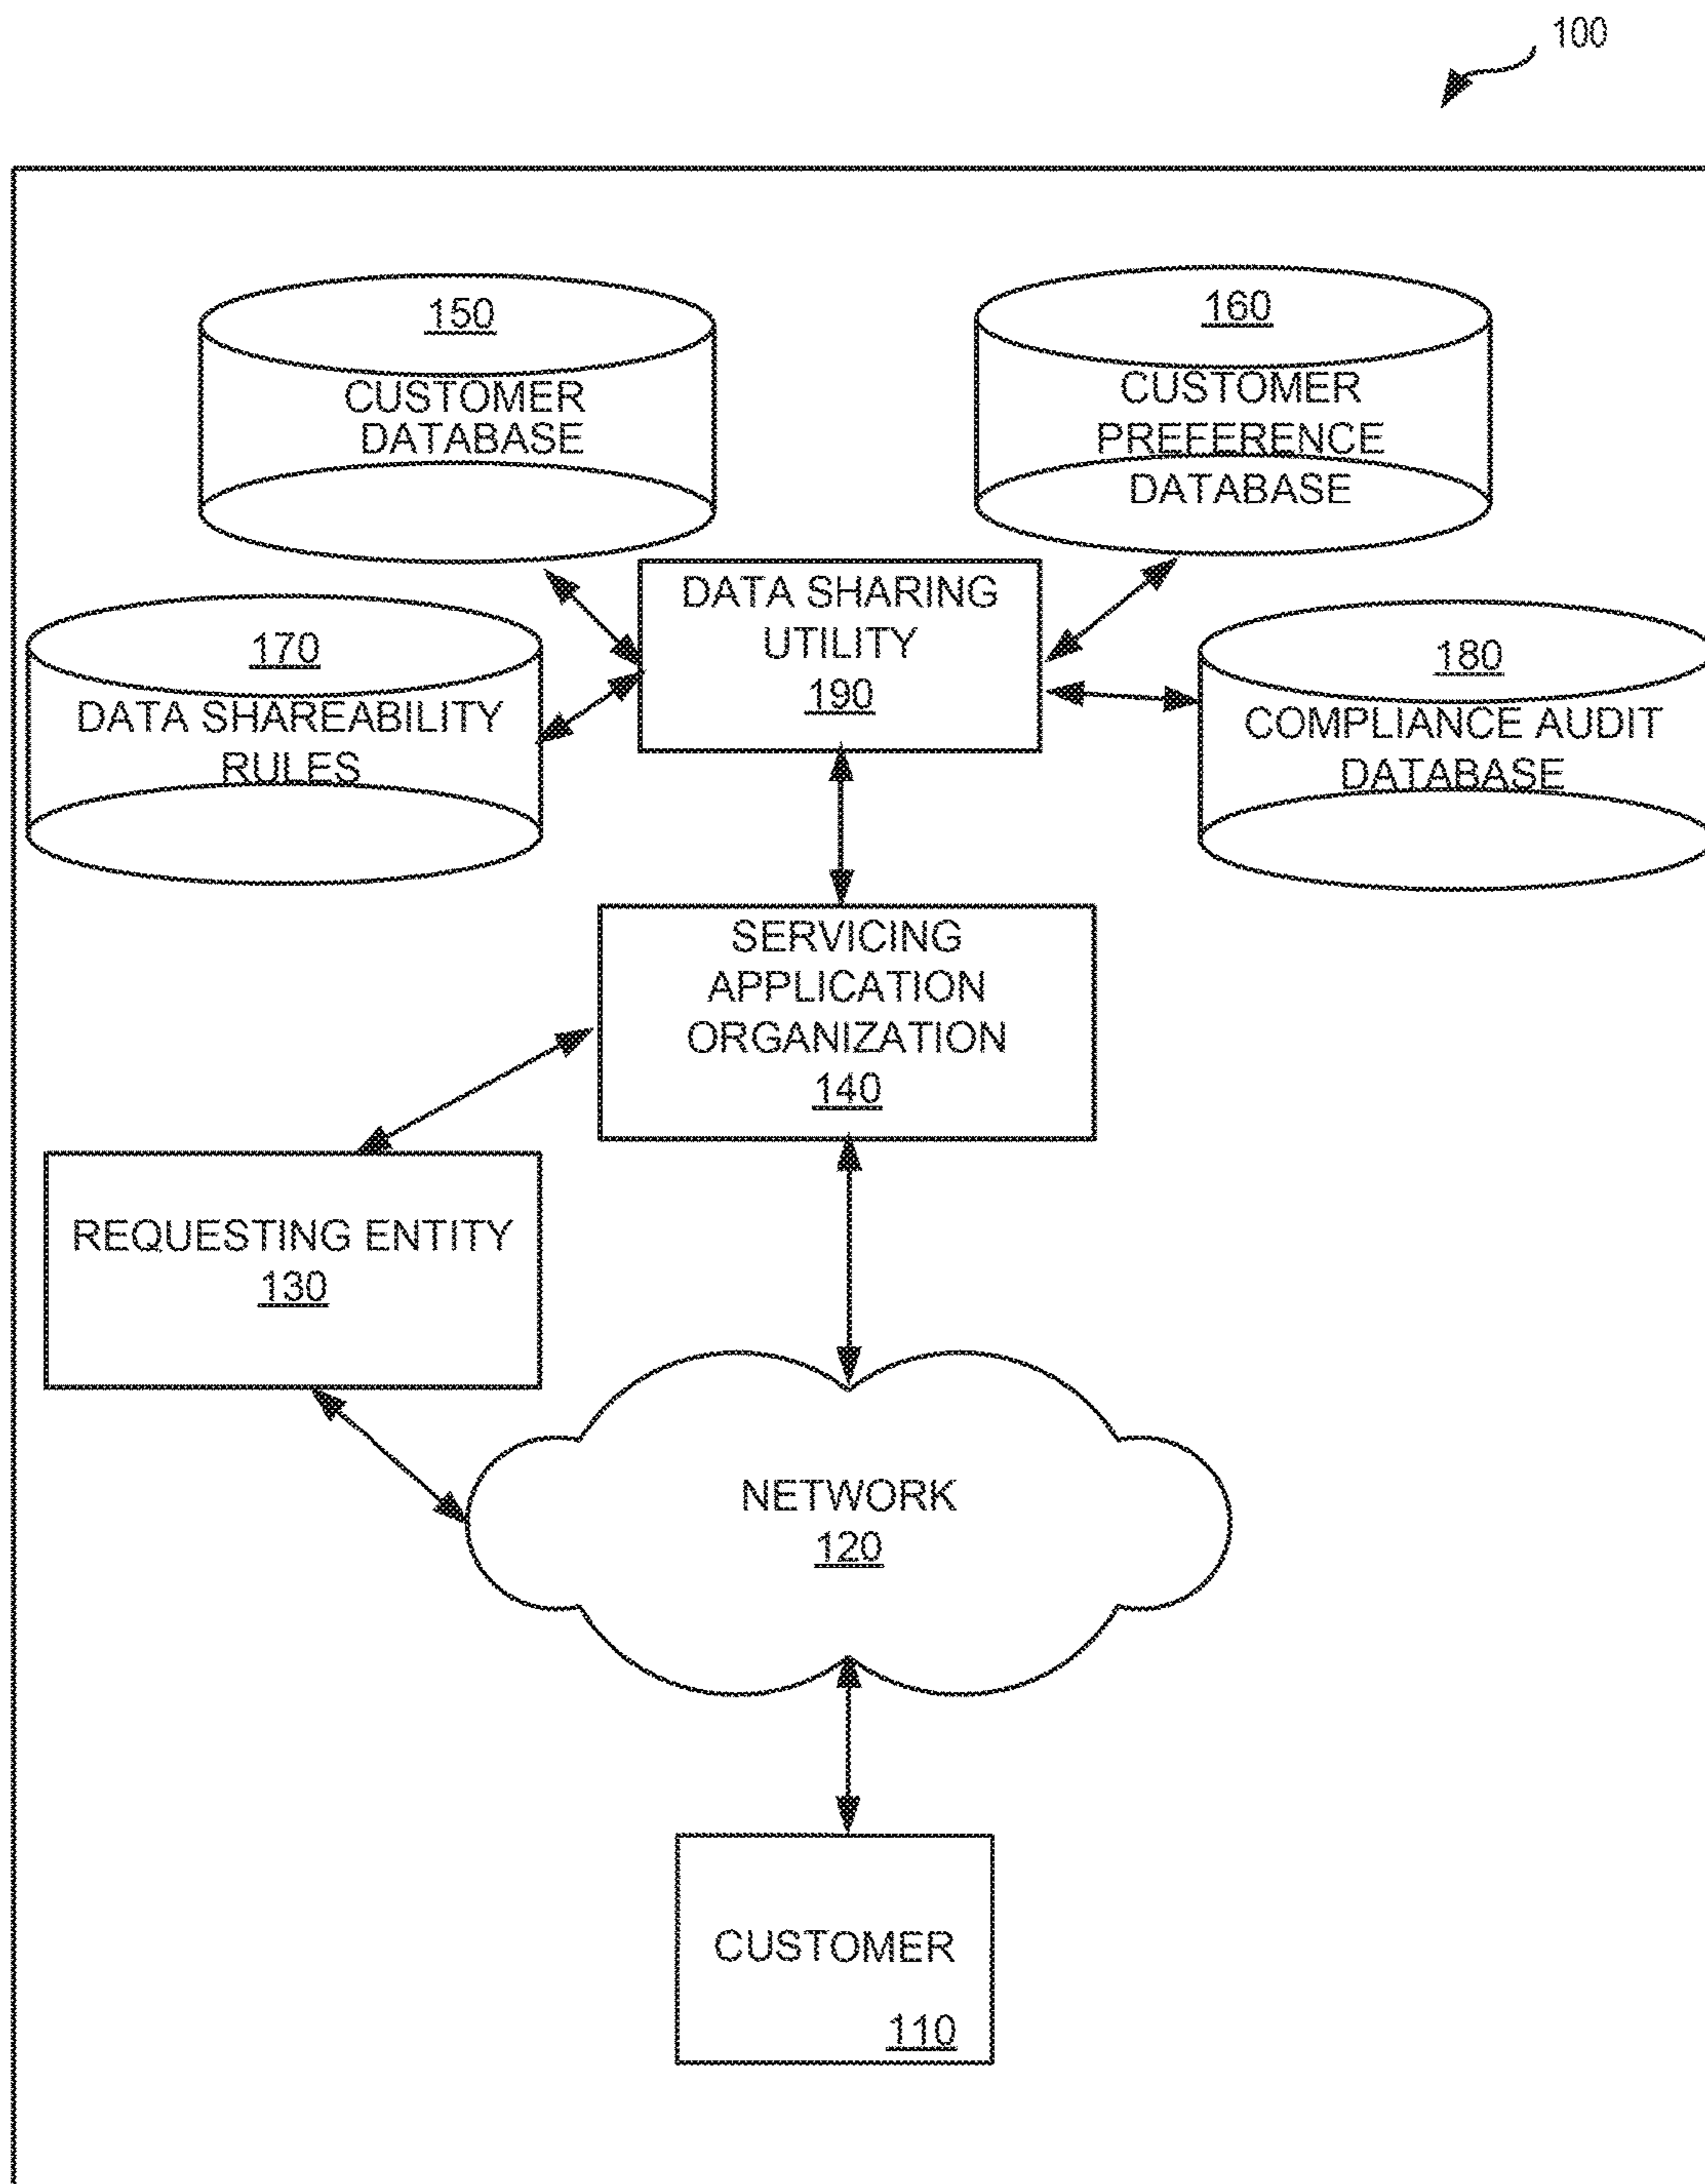 100
150
CUSTOMER
DATABASE
160
CUSTOMER
PREFERENCE
DATABASE
DATA SHARING
UTILITY
190
170
DATA SHAREABILITY
RULES
180
COMPLIANCE AUDIT
DATABASE
SERVICING
APPLICATION
ORGANIZATION
140
REQUESTING ENTITY
130
NETWORK
120
CUSTOMER
110